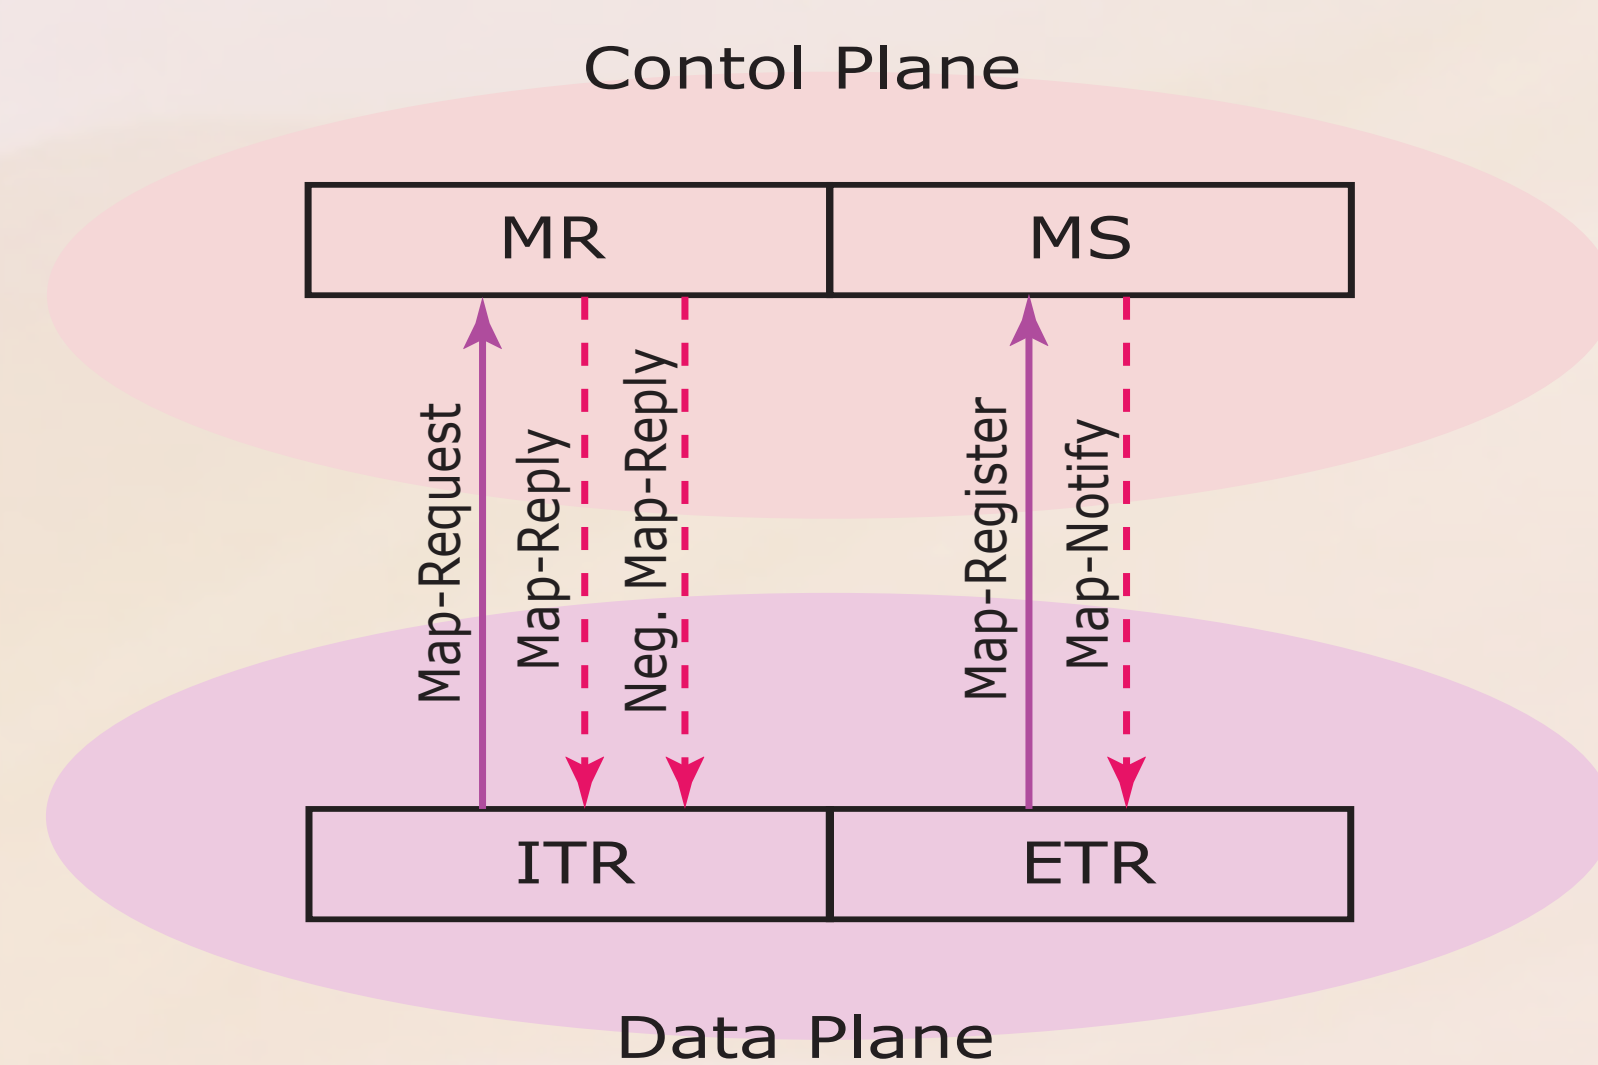 Contol Plane
MR
MS
Map-Request
Map-Reply
Neg. Map-Reply
Map-Register
Map-Notify
ITR
ETR
Data Plane